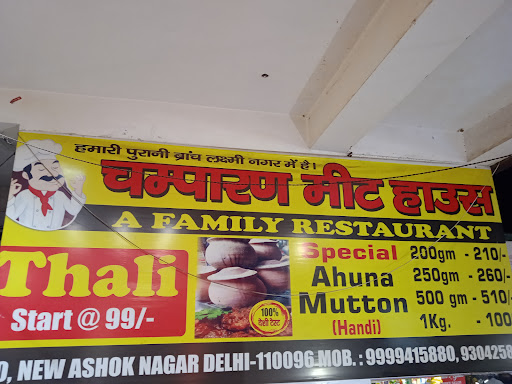 हमारी पुरानी ब्रांच लक्ष्मी नगर में है।
चम्पारण मीट हाउस
A FAMILY RESTAURANT
Thali
Start @ 99/-
100%
देशी टेस्ट
Special 200gm - 210/-
Ahuna 250gm - 260/-
Mutton 500 gm - 510/-
(Handi) 1Kg. - 100
NEW ASHOK NAGAR DELHI-110096 MOB. : 9999415880, 9304258